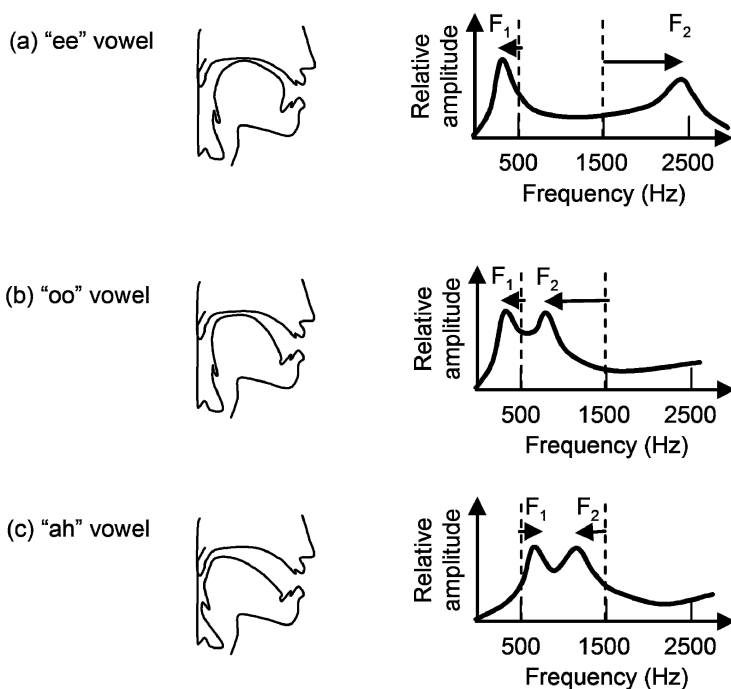 (a) “ee” vowel
Relative
amplitude
F1
F2
500 1500 2500
Frequency (Hz)
(b) “oo” vowel
Relative
amplitude
F1 F2
500 1500 2500
Frequency (Hz)
(c) “ah” vowel
Relative
amplitude
F1 F2
500 1500 2500
Frequency (Hz)